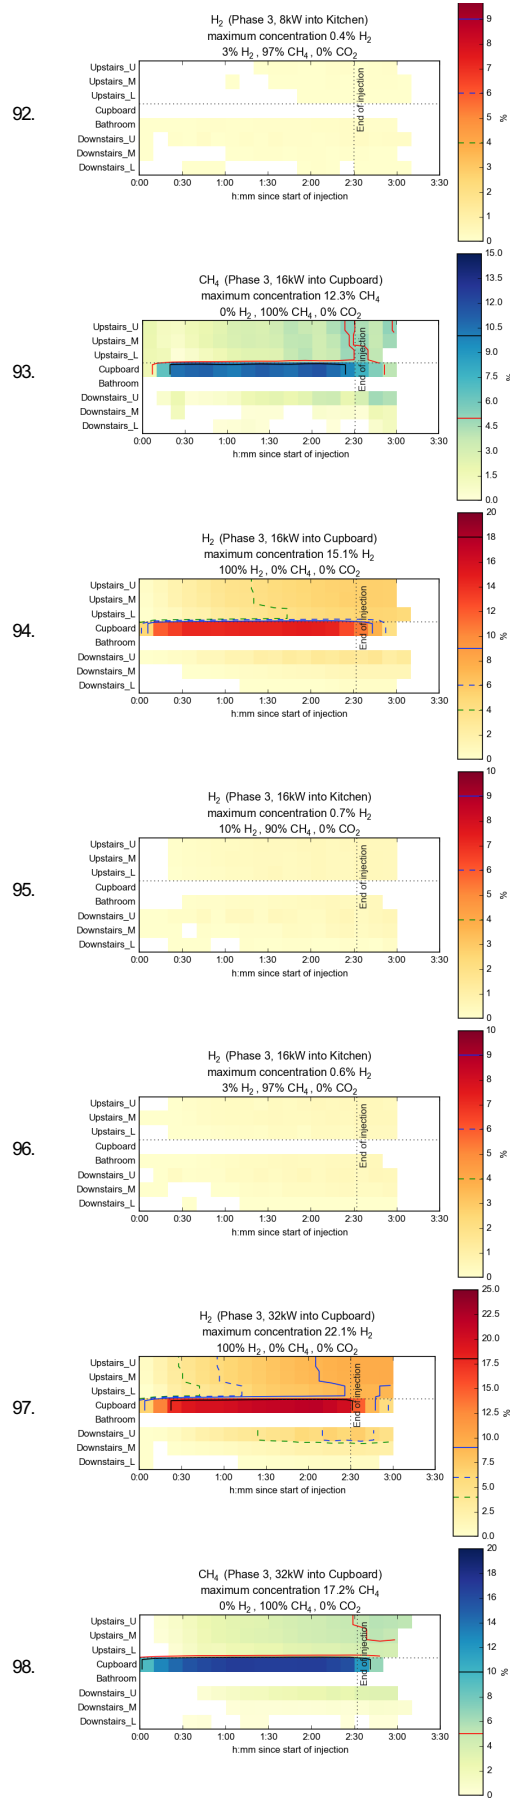 92.
H2 (Phase 3, 8kW into Kitchen)
maximum concentration 0.4% H2
3% H2, 97% CH4, 0% CO2
Upstairs_U
Upstairs_M
Upstairs_L
Cupboard
Bathroom
Downstairs_U
Downstairs_M
Downstairs_L
End of injection
0:00 0:30 1:00 1:30 2:00 2:30 3:00 3:30
h:mm since start of injection
9
8
7
6
5
4
3
2
1
0
%
93.
CH4 (Phase 3, 16kW into Cupboard)
maximum concentration 12.3% CH4
0% H2, 100% CH4, 0% CO2
Upstairs_U
Upstairs_M
Upstairs_L
Cupboard
Bathroom
Downstairs_U
Downstairs_M
Downstairs_L
End of injection
0:00 0:30 1:00 1:30 2:00 2:30 3:00 3:30
h:mm since start of injection
15.0
13.5
12.0
10.5
9.0
7.5
6.0
4.5
3.0
1.5
0.0
%
94.
H2 (Phase 3, 16kW into Cupboard)
maximum concentration 15.1% H2
100% H2, 0% CH4, 0% CO2
Upstairs_U
Upstairs_M
Upstairs_L
Cupboard
Bathroom
Downstairs_U
Downstairs_M
Downstairs_L
End of injection
0:00 0:30 1:00 1:30 2:00 2:30 3:00 3:30
h:mm since start of injection
20
18
16
14
12
10
8
6
4
2
0
%
95.
H2 (Phase 3, 16kW into Kitchen)
maximum concentration 0.7% H2
10% H2, 90% CH4, 0% CO2
Upstairs_U
Upstairs_M
Upstairs_L
Cupboard
Bathroom
Downstairs_U
Downstairs_M
Downstairs_L
End of injection
0:00 0:30 1:00 1:30 2:00 2:30 3:00 3:30
h:mm since start of injection
10
9
8
7
6
5
4
3
2
1
0
%
96.
H2 (Phase 3, 16kW into Kitchen)
maximum concentration 0.6% H2
3% H2, 97% CH4, 0% CO2
Upstairs_U
Upstairs_M
Upstairs_L
Cupboard
Bathroom
Downstairs_U
Downstairs_M
Downstairs_L
End of injection
0:00 0:30 1:00 1:30 2:00 2:30 3:00 3:30
h:mm since start of injection
10
9
8
7
6
5
4
3
2
1
0
%
97.
H2 (Phase 3, 32kW into Cupboard)
maximum concentration 22.1% H2
100% H2, 0% CH4, 0% CO2
Upstairs_U
Upstairs_M
Upstairs_L
Cupboard
Bathroom
Downstairs_U
Downstairs_M
Downstairs_L
End of injection
0:00 0:30 1:00 1:30 2:00 2:30 3:00 3:30
h:mm since start of injection
25.0
22.5
20.0
17.5
15.0
12.5
10.0
7.5
5.0
2.5
0.0
%
98.
CH4 (Phase 3, 32kW into Cupboard)
maximum concentration 17.2% CH4
0% H2, 100% CH4, 0% CO2
Upstairs_U
Upstairs_M
Upstairs_L
Cupboard
Bathroom
Downstairs_U
Downstairs_M
Downstairs_L
End of injection
0:00 0:30 1:00 1:30 2:00 2:30 3:00 3:30
h:mm since start of injection
20
18
16
14
12
10
8
6
4
2
0
%